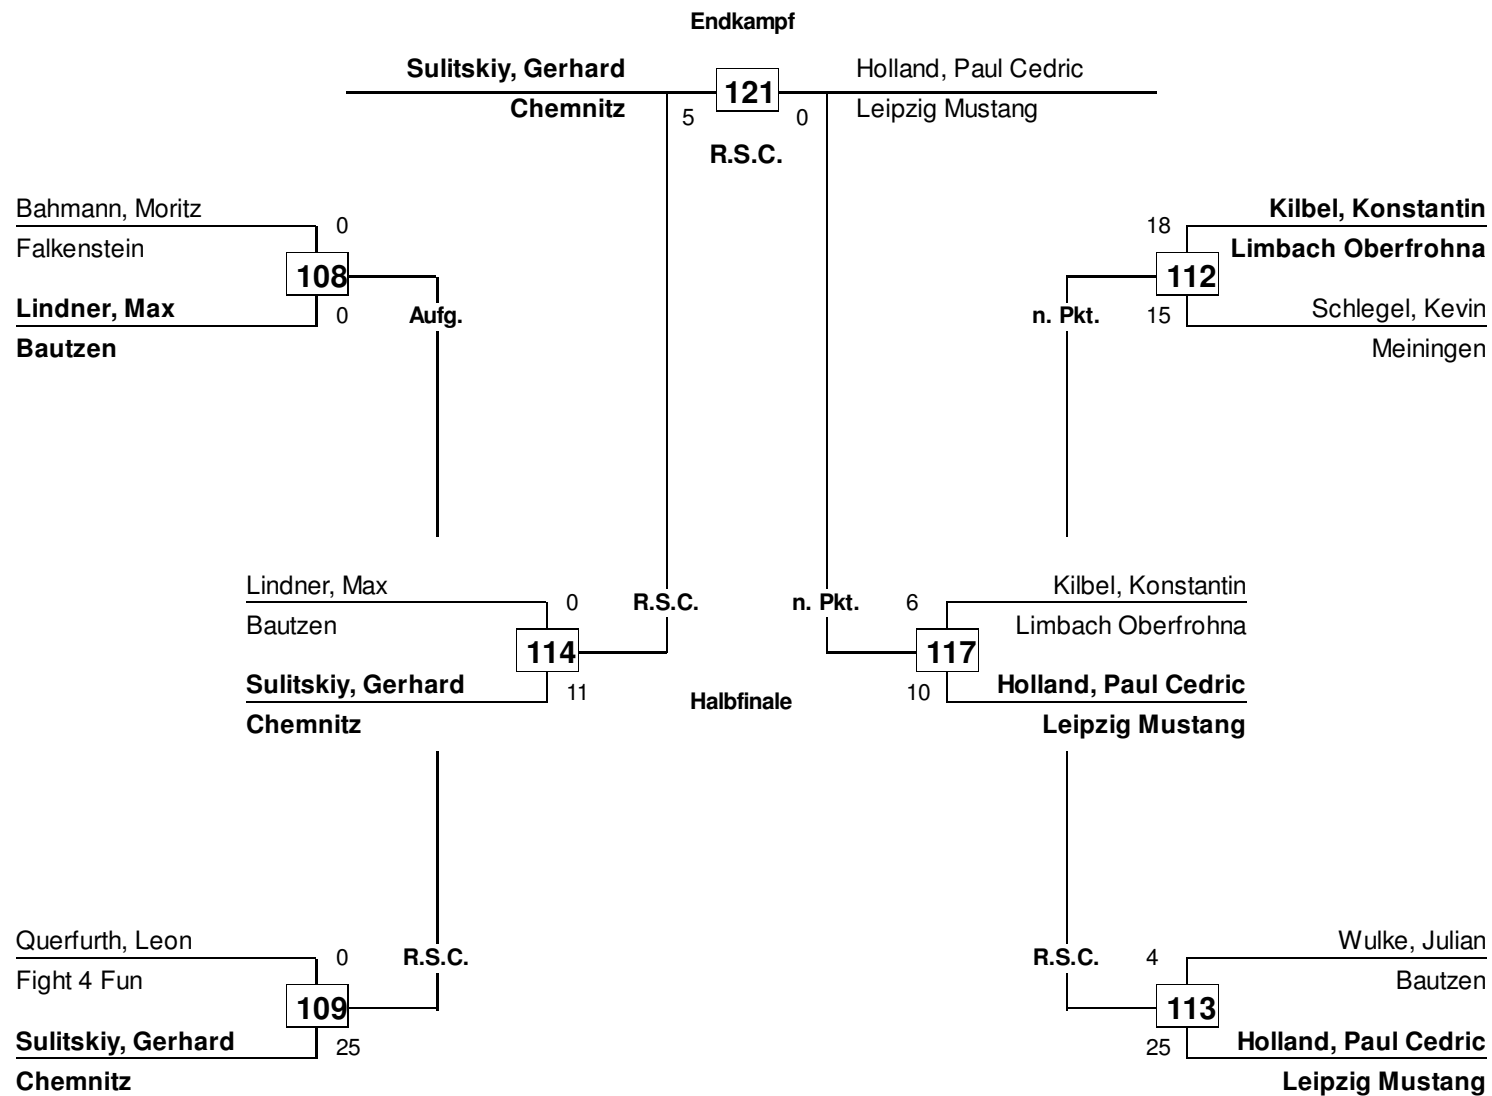 Endkampf
Sulitskiy, Gerhard
121
Holland, Paul Cedric
Chemnitz
5
0
Leipzig Mustang
R.S.C.
Bahmann, Moritz
0
Falkenstein
108
Lindner, Max
0
Aufg.
Bautzen
18
Kilbel, Konstantin
Limbach Oberfrohna
112
n. Pkt.
15
Schlegel, Kevin
Meiningen
Lindner, Max
0
R.S.C.
Bautzen
114
Sulitskiy, Gerhard
11
Chemnitz
n. Pkt.
6
Kilbel, Konstantin
Limbach Oberfrohna
117
10
Holland, Paul Cedric
Leipzig Mustang
Halbfinale
Querfurth, Leon
0
R.S.C.
Fight 4 Fun
109
Sulitskiy, Gerhard
25
Chemnitz
R.S.C.
4
Wulke, Julian
Bautzen
113
25
Holland, Paul Cedric
Leipzig Mustang